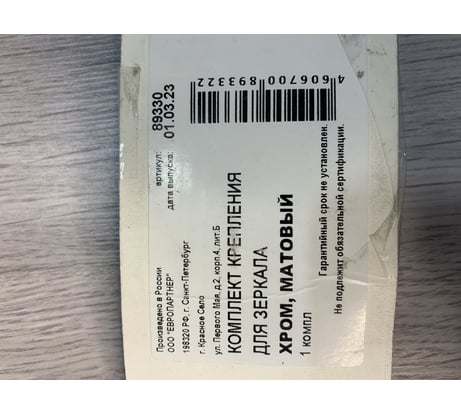 Произведено в России
ООО "ЕВРОПАРТНЕР"
198320 РФ, г. Санкт-Петербург
г. Красное Село
ул. Первого Мая, д.2, корп.4, лит.Б
артикул: 89330
дата выпуска: 01.03.23
КОМПЛЕКТ КРЕПЛЕНИЯ
ДЛЯ ЗЕРКАЛА
ХРОМ, МАТОВЫЙ
1 компл
4 606700 893322
Гарантийный срок не установлен.
Не подлежит обязательной сертификации.